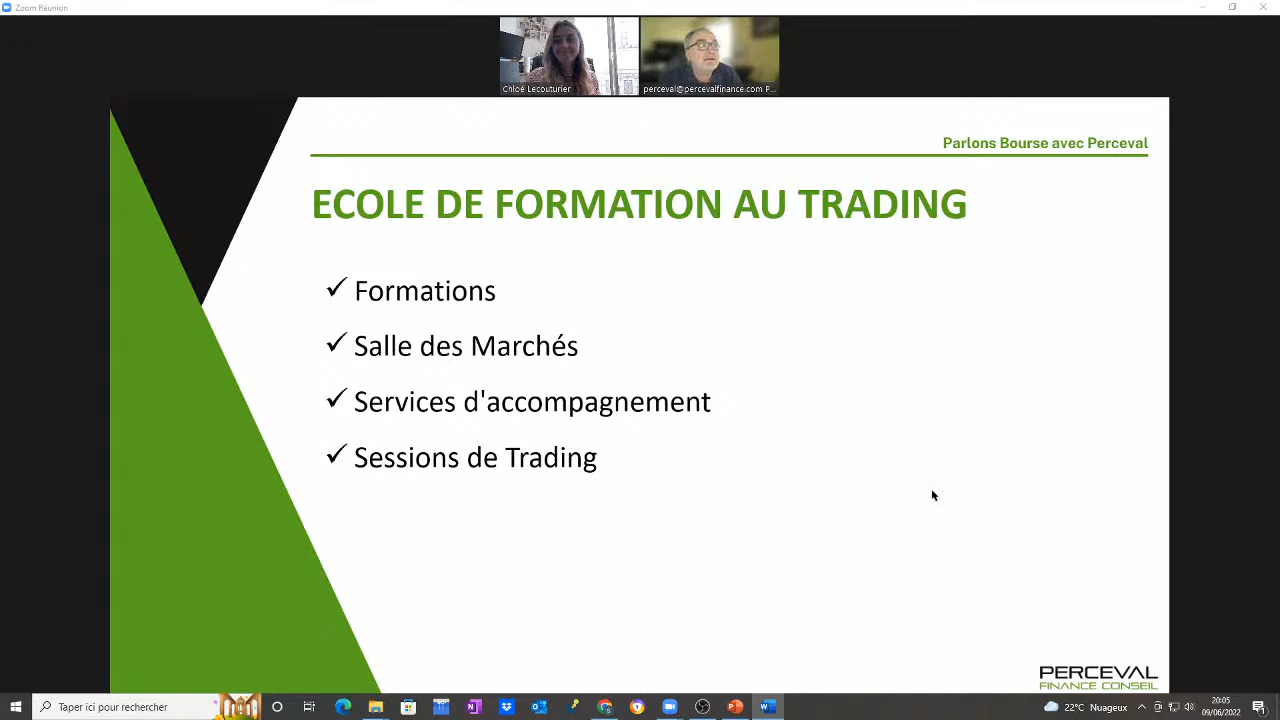 Zoom Réunion
Chloé Lecouturier
perceval@percevalfinance.com P...
Parlons Bourse avec Perceval
ECOLE DE FORMATION AU TRADING
✓ Formations
✓ Salle des Marchés
✓ Services d'accompagnement
✓ Sessions de Trading
PERCEVAL
FINANCE CONSEIL
Taper ici pour rechercher
22°C Nuageux
20:05
09/06/2022